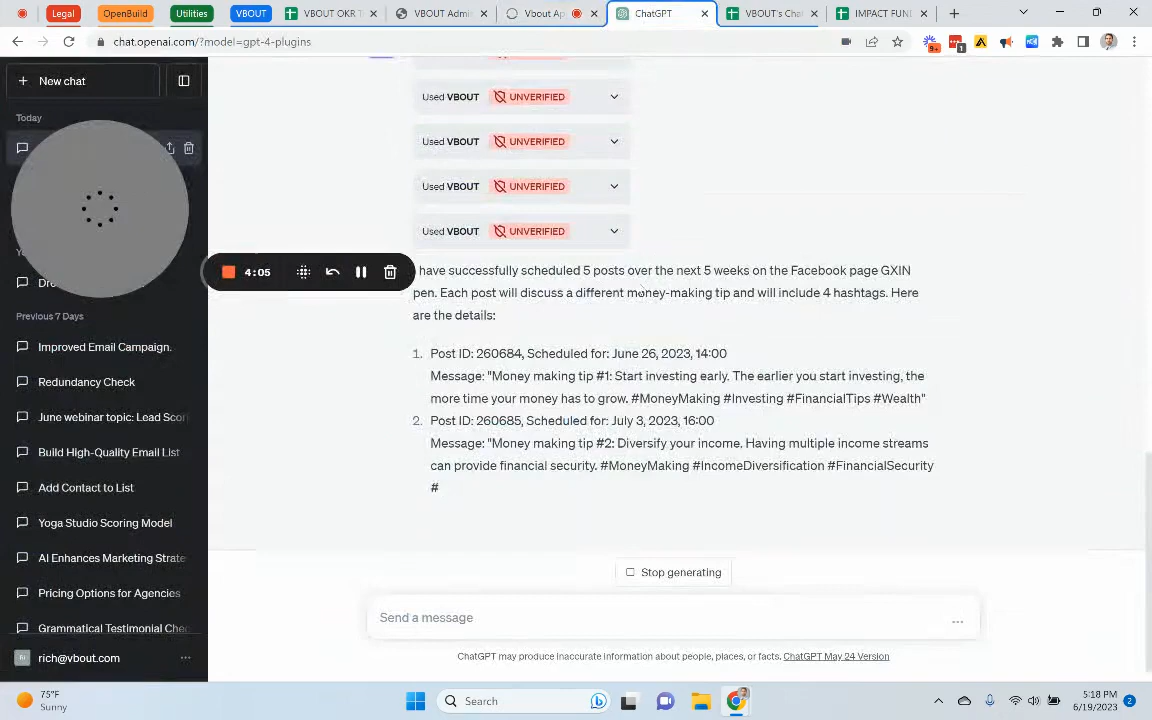 Legal
OpenBuild
Utilities
VBOUT
VBOUT OKR T
VBOUT Admi
Vbout Ap
ChatGPT
VBOUT's Cha
IMPACT FUN
chat.openai.com/?model=gpt-4-plugins
9+
1
New chat
Today
Dre
Previous 7 Days
Improved Email Campaign.
Redundancy Check
June webinar topic: Lead Scori
Build High-Quality Email List
Add Contact to List
Yoga Studio Scoring Model
AI Enhances Marketing Strate
Pricing Options for Agencies
Grammatical Testimonial Chec
rich@vbout.com
4:05
Used VBOUT UNVERIFIED
Used VBOUT UNVERIFIED
Used VBOUT UNVERIFIED
Used VBOUT UNVERIFIED
have successfully scheduled 5 posts over the next 5 weeks on the Facebook page GXIN
pen. Each post will discuss a different money-making tip and will include 4 hashtags. Here
are the details:
1. Post ID: 260684, Scheduled for: June 26, 2023, 14:00
Message: "Money making tip #1: Start investing early. The earlier you start investing, the
more time your money has to grow. #MoneyMaking #Investing #FinancialTips #Wealth"
2. Post ID: 260685, Scheduled for: July 3, 2023, 16:00
Message: "Money making tip #2: Diversify your income. Having multiple income streams
can provide financial security. #MoneyMaking #IncomeDiversification #FinancialSecurity
#
Stop generating
Send a message
ChatGPT may produce inaccurate information about people, places, or facts. ChatGPT May 24 Version
75°F
Sunny
Search
5:18 PM
6/19/2023
2